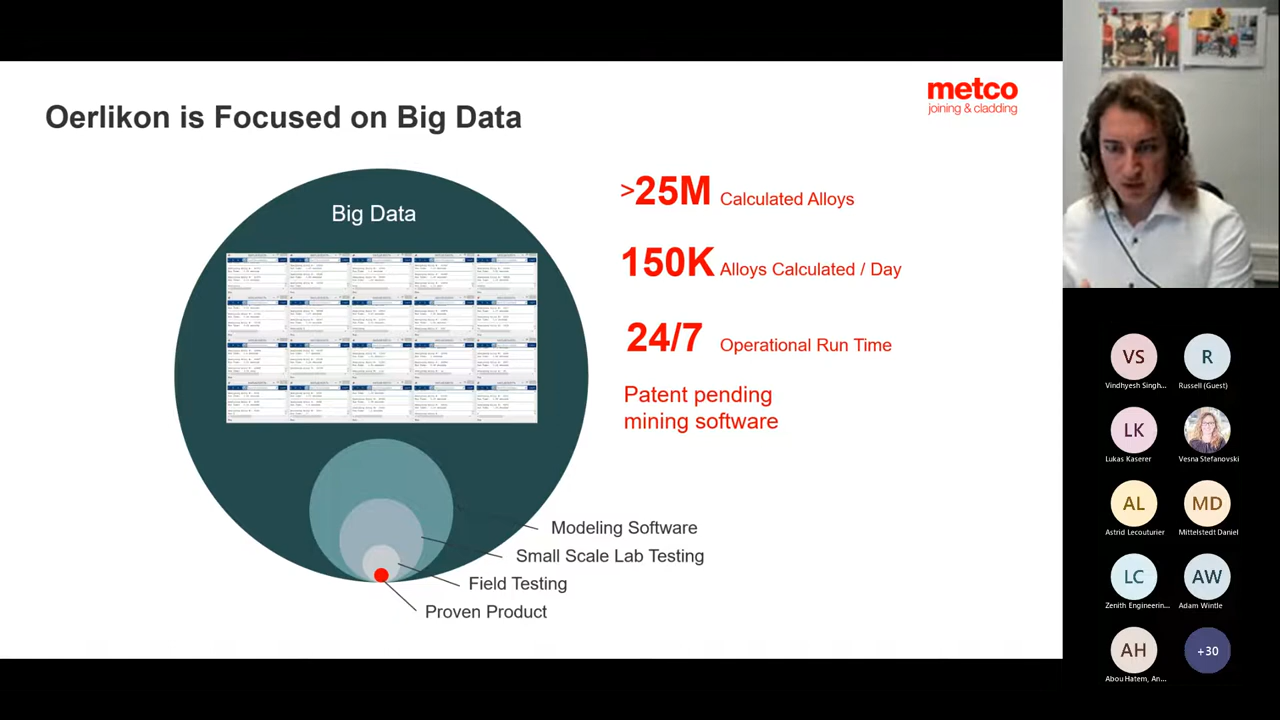 Oerlikon is Focused on Big Data
metco
joining & cladding
Big Data
>25M Calculated Alloys
150K Alloys Calculated / Day
24/7 Operational Run Time
Patent pending
mining software
Modeling Software
Small Scale Lab Testing
Field Testing
Proven Product
VS
R
Vindhyesh Singh...
Russell (Guest)
LK
Lukas Kaserer
Vesna Stefanovski
AL
MD
Astrid Lecouturier
Mittelstedt Daniel
LC
AW
Zenith Engineerin...
Adam Wintle
AH
+30
Abou Hatem, An...